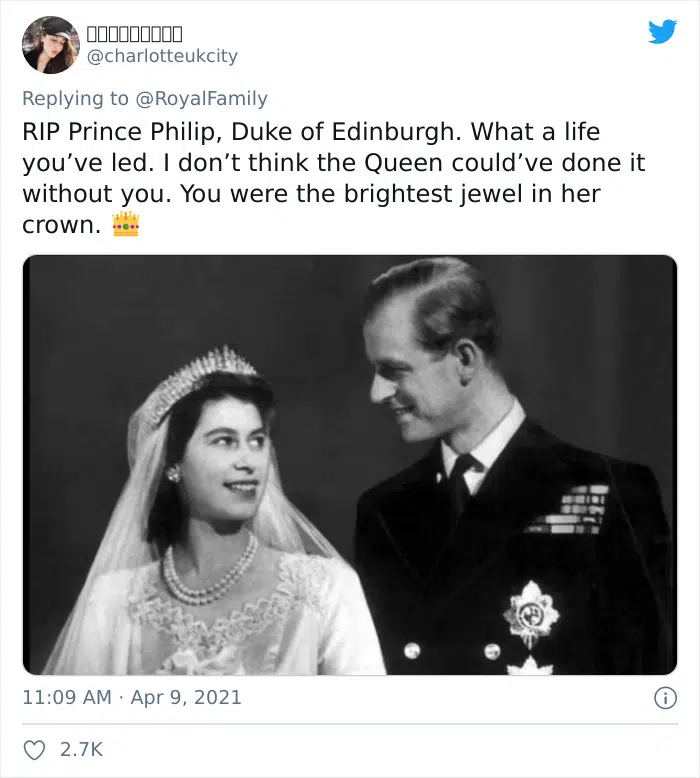 @charlotteukcity
Replying to @RoyalFamily
RIP Prince Philip, Duke of Edinburgh. What a life
you’ve led. I don’t think the Queen could’ve done it
without you. You were the brightest jewel in her
crown. 👑
11:09 AM · Apr 9, 2021
2.7K